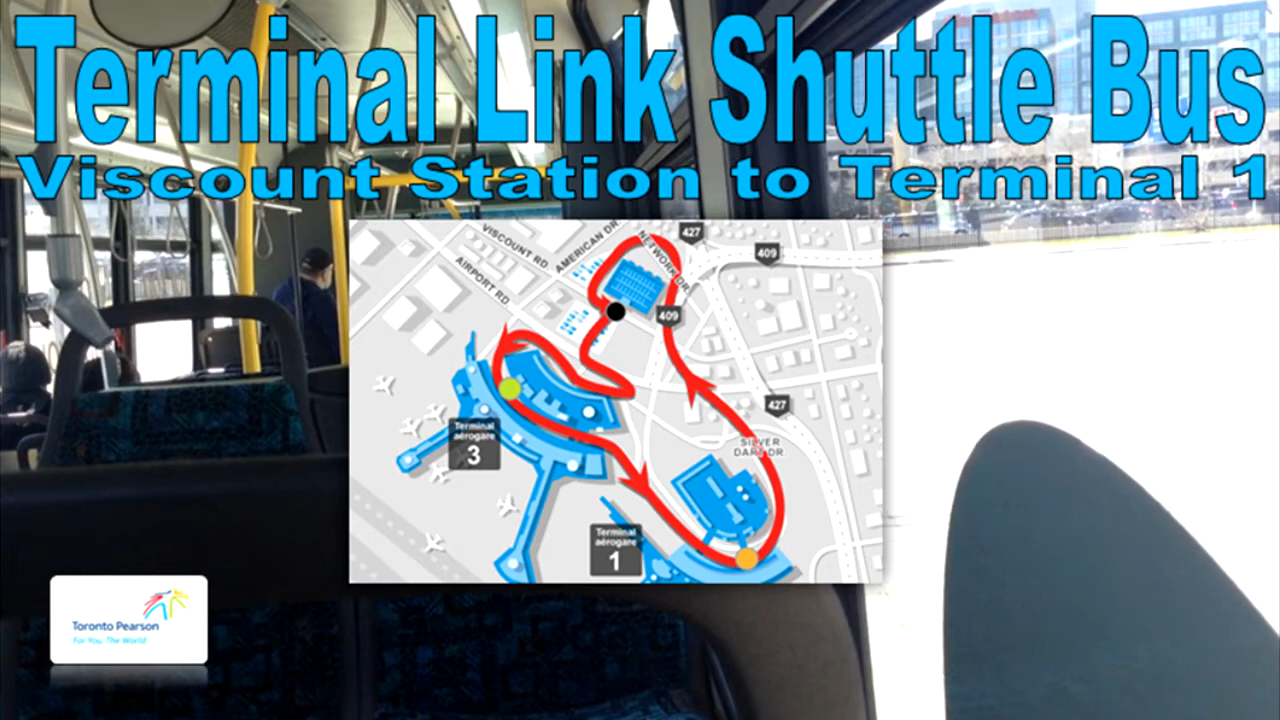 Terminal Link Shuttle Bus
Viscount Station to Terminal 1
VISCOUNT RD
AMERICAN DR.
NETWORK DR.
427
409
AIRPORT RD
409
427
SILVER
DART DR.
Terminal
aérogare
3
Terminal
aérogare
1
Toronto Pearson
For You. The World.